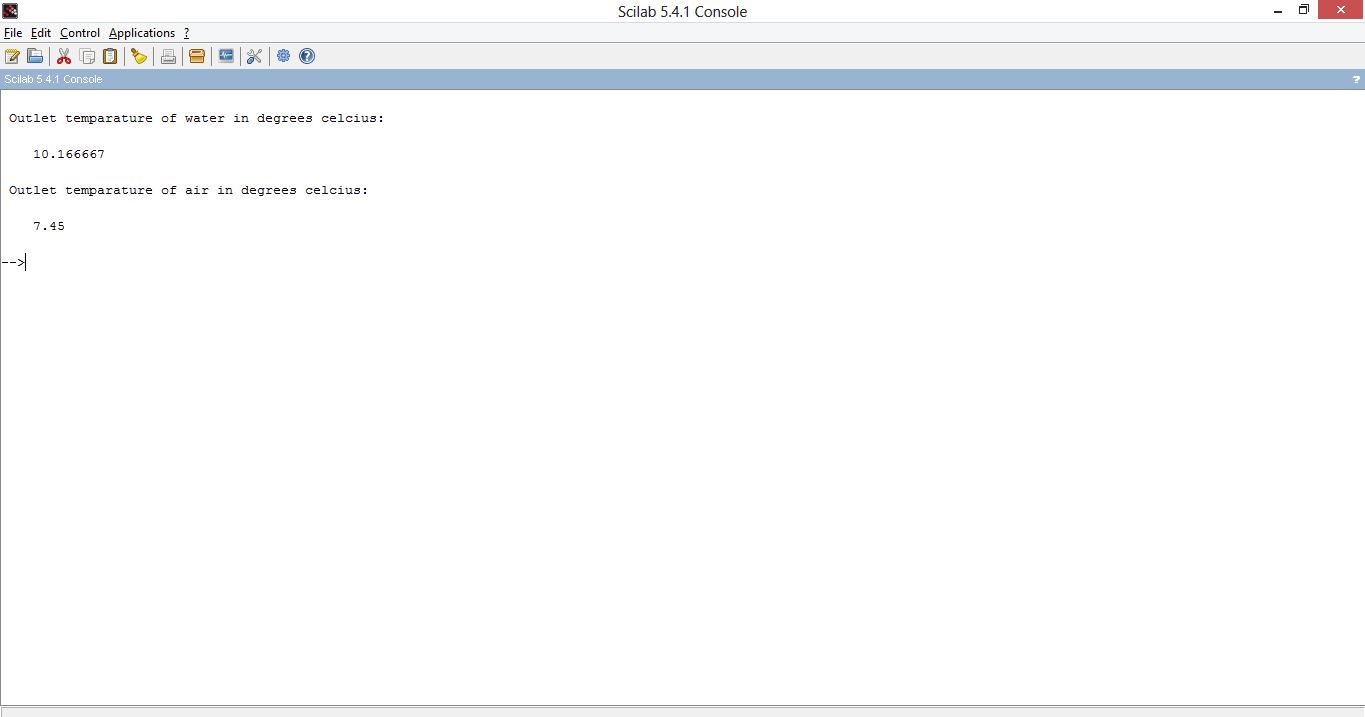 Scilab 5.4.1 Console
File Edit Control Applications ?
Scilab 5.4.1 Console ?
Outlet temparature of water in degrees celcius:
10.166667
Outlet temparature of air in degrees celcius:
7.45
-->